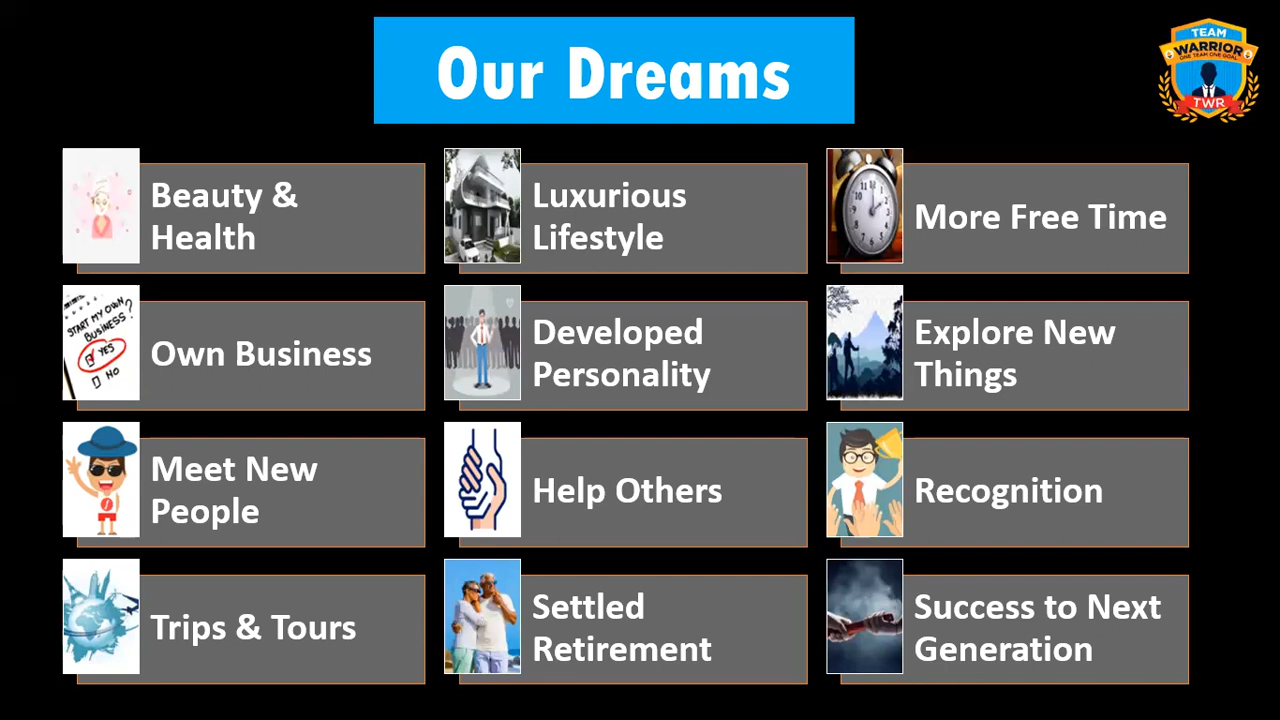 Our Dreams
TEAM
WARRIOR
ONE TEAM ONE GOAL
TWR
Beauty &
Health
Luxurious
Lifestyle
More Free Time
START MY OWN
BUSINESS?
YES
NO
Own Business
Developed
Personality
Explore New
Things
Meet New
People
Help Others
Recognition
Trips & Tours
Settled
Retirement
Success to Next
Generation